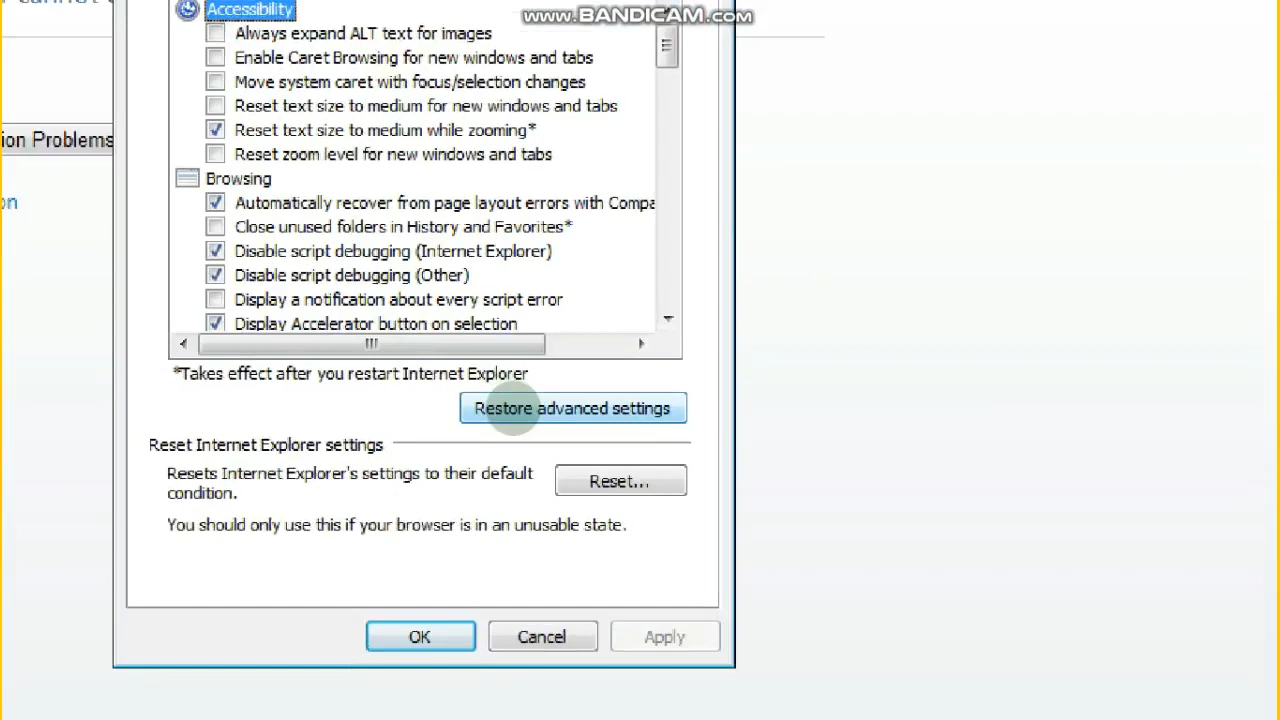 www.BANDICAM.com
Accessibility
Always expand ALT text for images
Enable Caret Browsing for new windows and tabs
Move system caret with focus/selection changes
Reset text size to medium for new windows and tabs
ion Problems
Reset text size to medium while zooming*
Reset zoom level for new windows and tabs
Browsing
on
Automatically recover from page layout errors with Compa
Close unused folders in History and Favorites*
Disable script debugging (Internet Explorer)
Disable script debugging (Other)
Display a notification about every script error
Display Accelerator button on selection
*Takes effect after you restart Internet Explorer
Restore advanced settings
Reset Internet Explorer settings
Resets Internet Explorer's settings to their default
condition.
Reset...
You should only use this if your browser is in an unusable state.
OK Cancel Apply